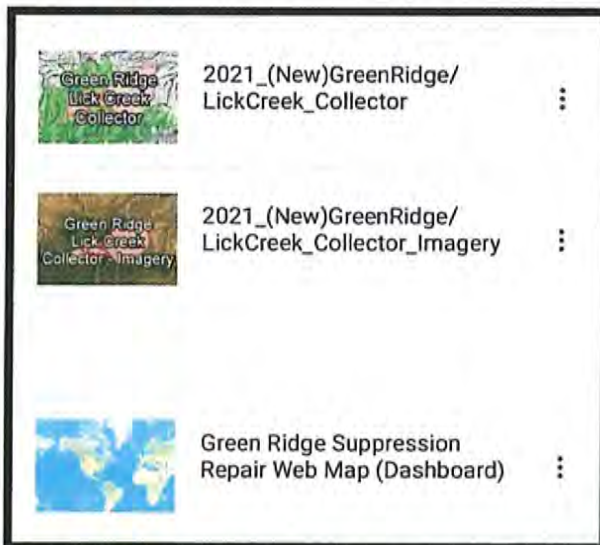 Green Ridge
Lick Creek
Collector
2021_(New)GreenRidge/
LickCreek_Collector
Green Ridge
Lick Creek
Collector - Imagery
2021_(New)GreenRidge/
LickCreek_Collector_Imagery
Green Ridge Suppression
Repair Web Map (Dashboard)